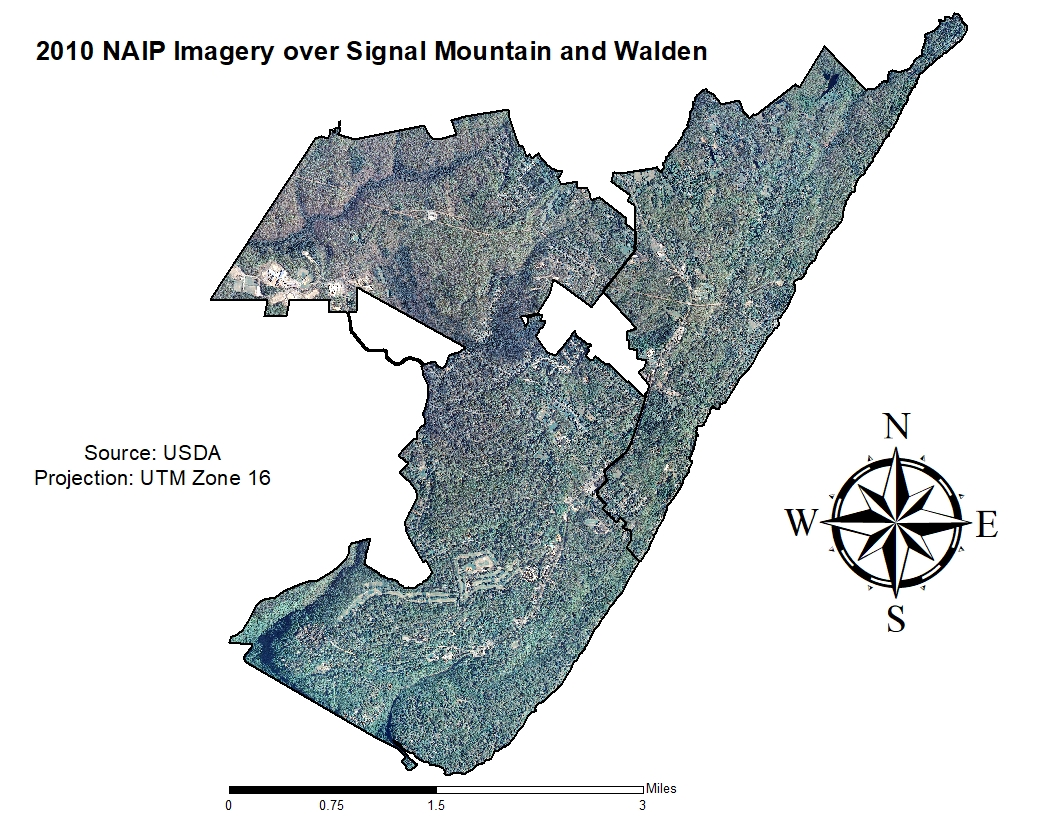 2010 NAIP Imagery over Signal Mountain and Walden
Source: USDA
Projection: UTM Zone 16
N
W E
S
Miles
0 0.75 1.5 3